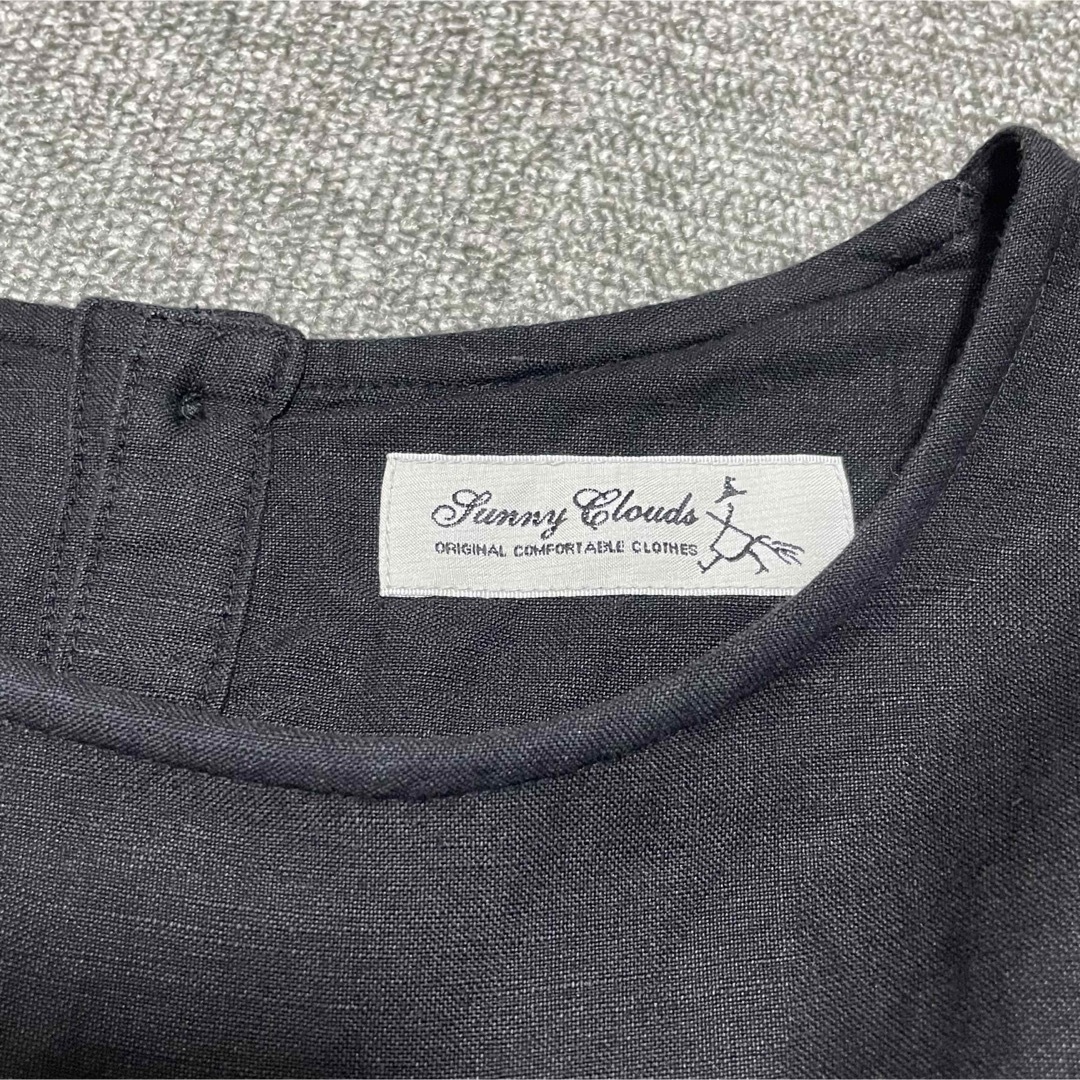 Sunny Clouds
ORIGINAL COMFORTABLE CLOTHES